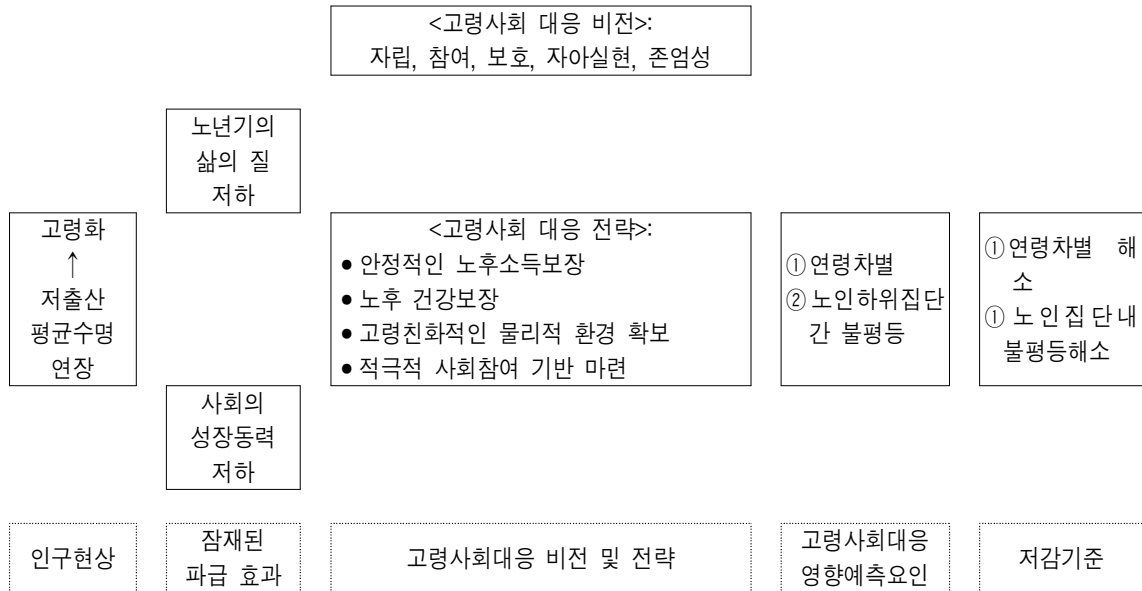 <고령사회 대응 비전>:
자립, 참여, 보호, 자아실현, 존엄성
노년기의
삶의 질
저하
고령화
↑
저출산
평균수명
연장
<고령사회 대응 전략>:
● 안정적인 노후소득보장
● 노후 건강보장
● 고령친화적인 물리적 환경 확보
● 적극적 사회참여 기반 마련
① 연령차별
② 노인하위집단
간 불평등
① 연령차별 해
소
① 노인집단내
불평등해소
사회의
성장동력
저하
인구현상
잠재된
파급 효과
고령사회대응 비전 및 전략
고령사회대응
영향예측요인
저감기준